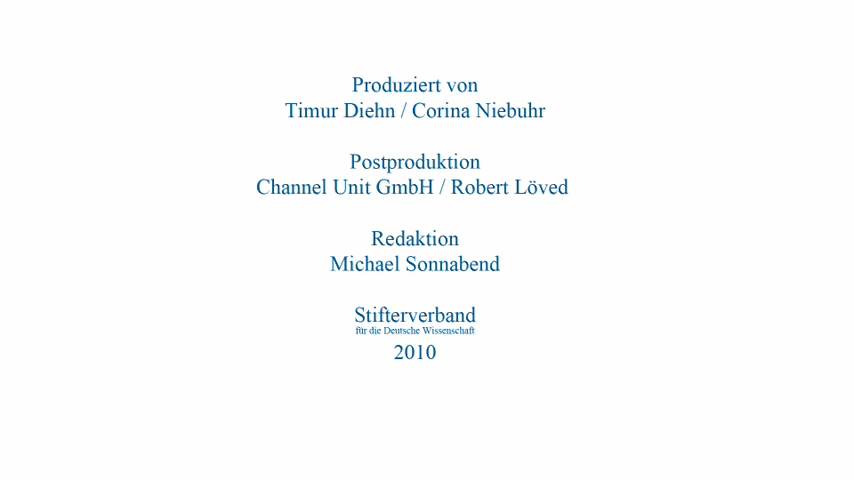 Produziert von
Timur Diehn / Corina Niebuhr
Postproduktion
Channel Unit GmbH / Robert Löved
Redaktion
Michael Sonnabend
Stifterverband
für die Deutsche Wissenschaft
2010